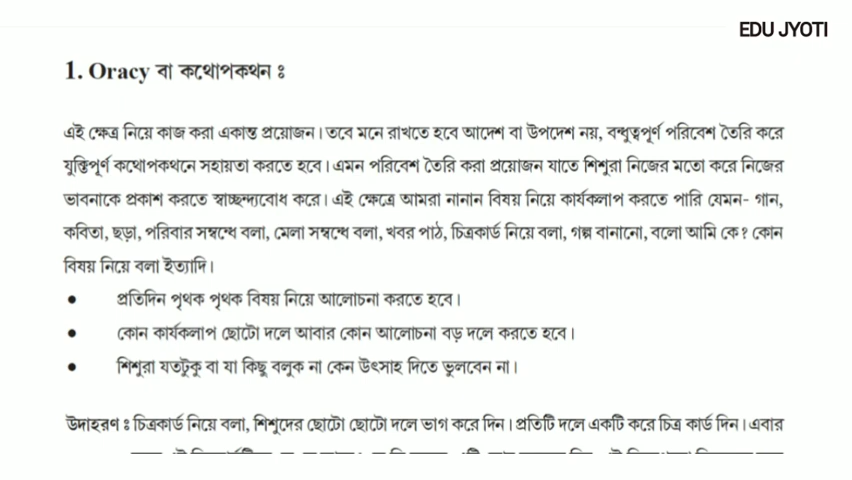 EDU JYOTI
1. Oracy বা কথোপকথন ঃ
এই ক্ষেত্র নিয়ে কাজ করা একান্ত প্রয়োজন। তবে মনে রাখতে হবে আদেশ বা উপদেশ নয়, বন্ধুত্বপূর্ণ পরিবেশ তৈরি করে
যুক্তিপূর্ণ কথোপকথনে সহায়তা করতে হবে। এমন পরিবেশ তৈরি করা প্রয়োজন যাতে শিশুরা নিজের মতো করে নিজের
ভাবনাকে প্রকাশ করতে স্বাচ্ছন্দ্যবোধ করে। এই ক্ষেত্রে আমরা নানান বিষয় নিয়ে কার্যকলাপ করতে পারি যেমন- গান,
কবিতা, ছড়া, পরিবার সম্বন্ধে বলা, মেলা সম্বন্ধে বলা, খবর পাঠ, চিত্রকার্ড নিয়ে বলা, গল্প বানানো, বলো আমি কে? কোন
বিষয় নিয়ে বলা ইত্যাদি।
• প্রতিদিন পৃথক পৃথক বিষয় নিয়ে আলোচনা করতে হবে।
• কোন কার্যকলাপ ছোটো দলে আবার কোন আলোচনা বড় দলে করতে হবে।
• শিশুরা যতটুকু বা যা কিছু বলুক না কেন উৎসাহ দিতে ভুলবেন না।
উদাহরণ ঃ চিত্রকার্ড নিয়ে বলা, শিশুদের ছোটো ছোটো দলে ভাগ করে দিন। প্রতিটি দলে একটি করে চিত্র কার্ড দিন। এবার